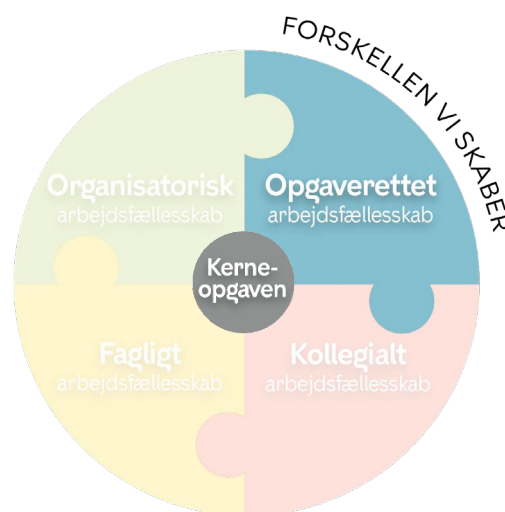 FORSKELLEN VI SKABER
Organisatorisk
arbejdsfællesskab
Opgaverettet
arbejdsfællesskab
Kerne-
opgaven
Fagligt
arbejdsfællesskab
Kollegialt
arbejdsfællesskab